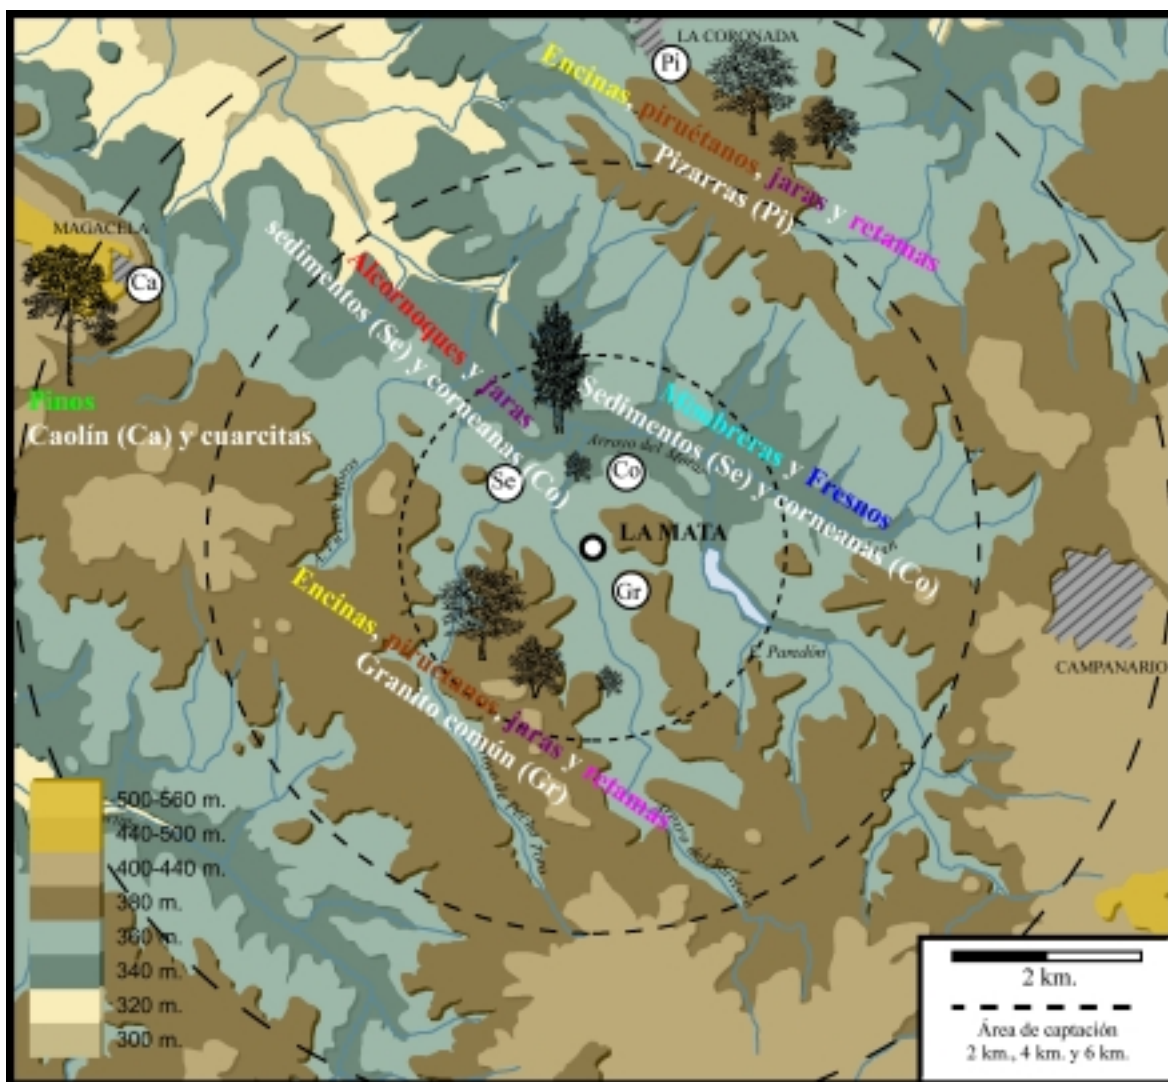 LA CORONADA
Pi
Encinas, piruétanos, jaras y retamas
Pizarras (Pi)
MAGACELA
Ca
Pinos
Caolín (Ca) y cuarcitas
Alcornoques y jaras
sedimentos (Se) y corneanas (Co)
Mimbreras y Fresnos
Sedimentos (Se) y corneanas (Co)
Arroyo del
Se
Co
LA MATA
Gr
Encinas, piruétanos, jaras y retamas
Granito común (Gr)
Paredón
CAMPANARIO
500-560 m.
440-500 m.
400-440 m.
380 m.
360 m.
340 m.
320 m.
300 m.
2 km.
Área de captación
2 km., 4 km. y 6 km.